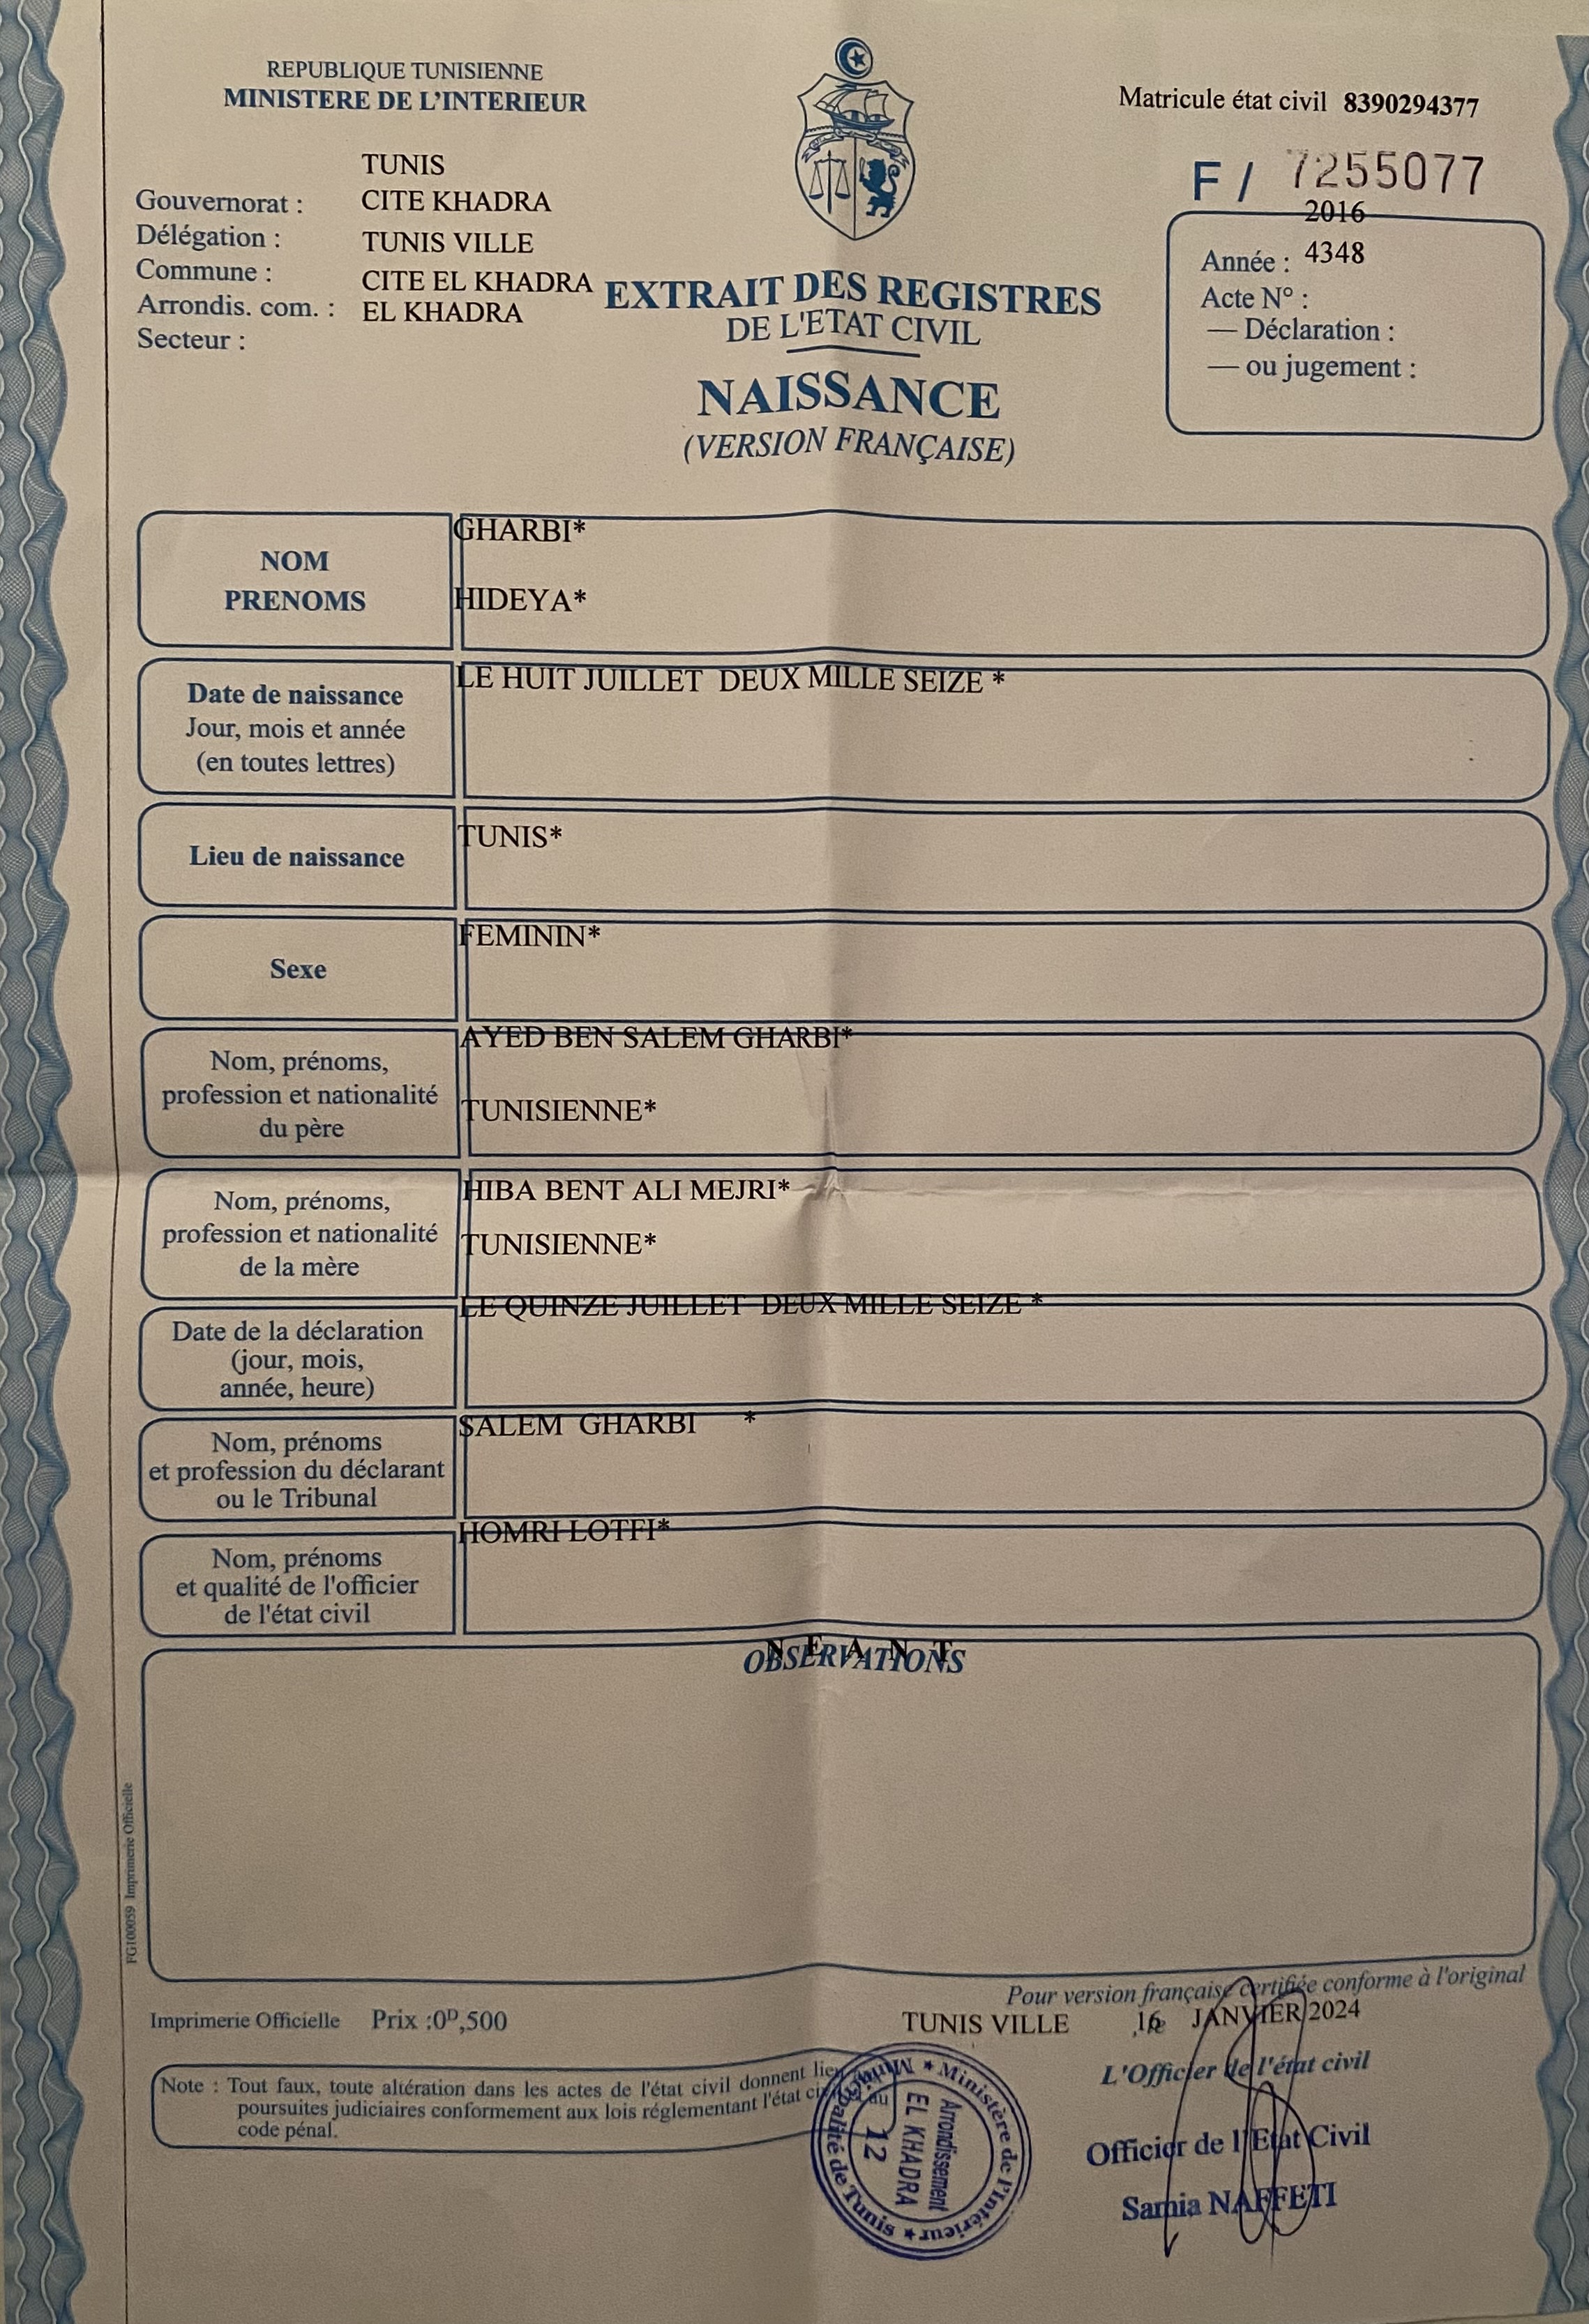 REPUBLIQUE TUNISIENNE
MINISTERE DE L'INTERIEUR
Matricule état civil 8390294377
F / 7255077
TUNIS
Gouvernorat : CITE KHADRA
Délégation : TUNIS VILLE
Commune : CITE EL KHADRA
Arrondis. com. : EL KHADRA
Secteur :
2016
Année : 4348
Acte N° :
— Déclaration :
— ou jugement :
EXTRAIT DES REGISTRES
DE L'ETAT CIVIL
NAISSANCE
(VERSION FRANÇAISE)
NOM
PRENOMS
GHARBI*
HIDEYA*
Date de naissance
Jour, mois et année
(en toutes lettres)
LE HUIT JUILLET DEUX MILLE SEIZE *
Lieu de naissance
TUNIS*
Sexe
FEMININ*
Nom, prénoms,
profession et nationalité
du père
AYED BEN SALEM GHARBI*
TUNISIENNE*
Nom, prénoms,
profession et nationalité
de la mère
HIBA BENT ALI MEJRI*
TUNISIENNE*
Date de la déclaration
(jour, mois,
année, heure)
LE QUINZE JUILLET DEUX MILLE SEIZE *
Nom, prénoms
et profession du déclarant
ou le Tribunal
SALEM GHARBI *
Nom, prénoms
et qualité de l'officier
de l'état civil
HOMRI LOTFI*
N E A N T
OBSERVATIONS
FG100059 Imprimerie Officielle
Pour version française certifiée conforme à l'original
Imprimerie Officielle Prix :0ᴰ,500
TUNIS VILLE ,le 16 JANVIER 2024
L'Officier de l'état civil
Note : Tout faux, toute altération dans les actes de l'état civil donnent lieu
poursuites judiciaires conformement aux lois réglementant l'état civil au
code pénal.
Ministère de l'Intérieur ★ Municipalité de Tunis ★
Arrondissement
EL KHADRA
12
Officier de l'Etat Civil
Samia NAFFETI